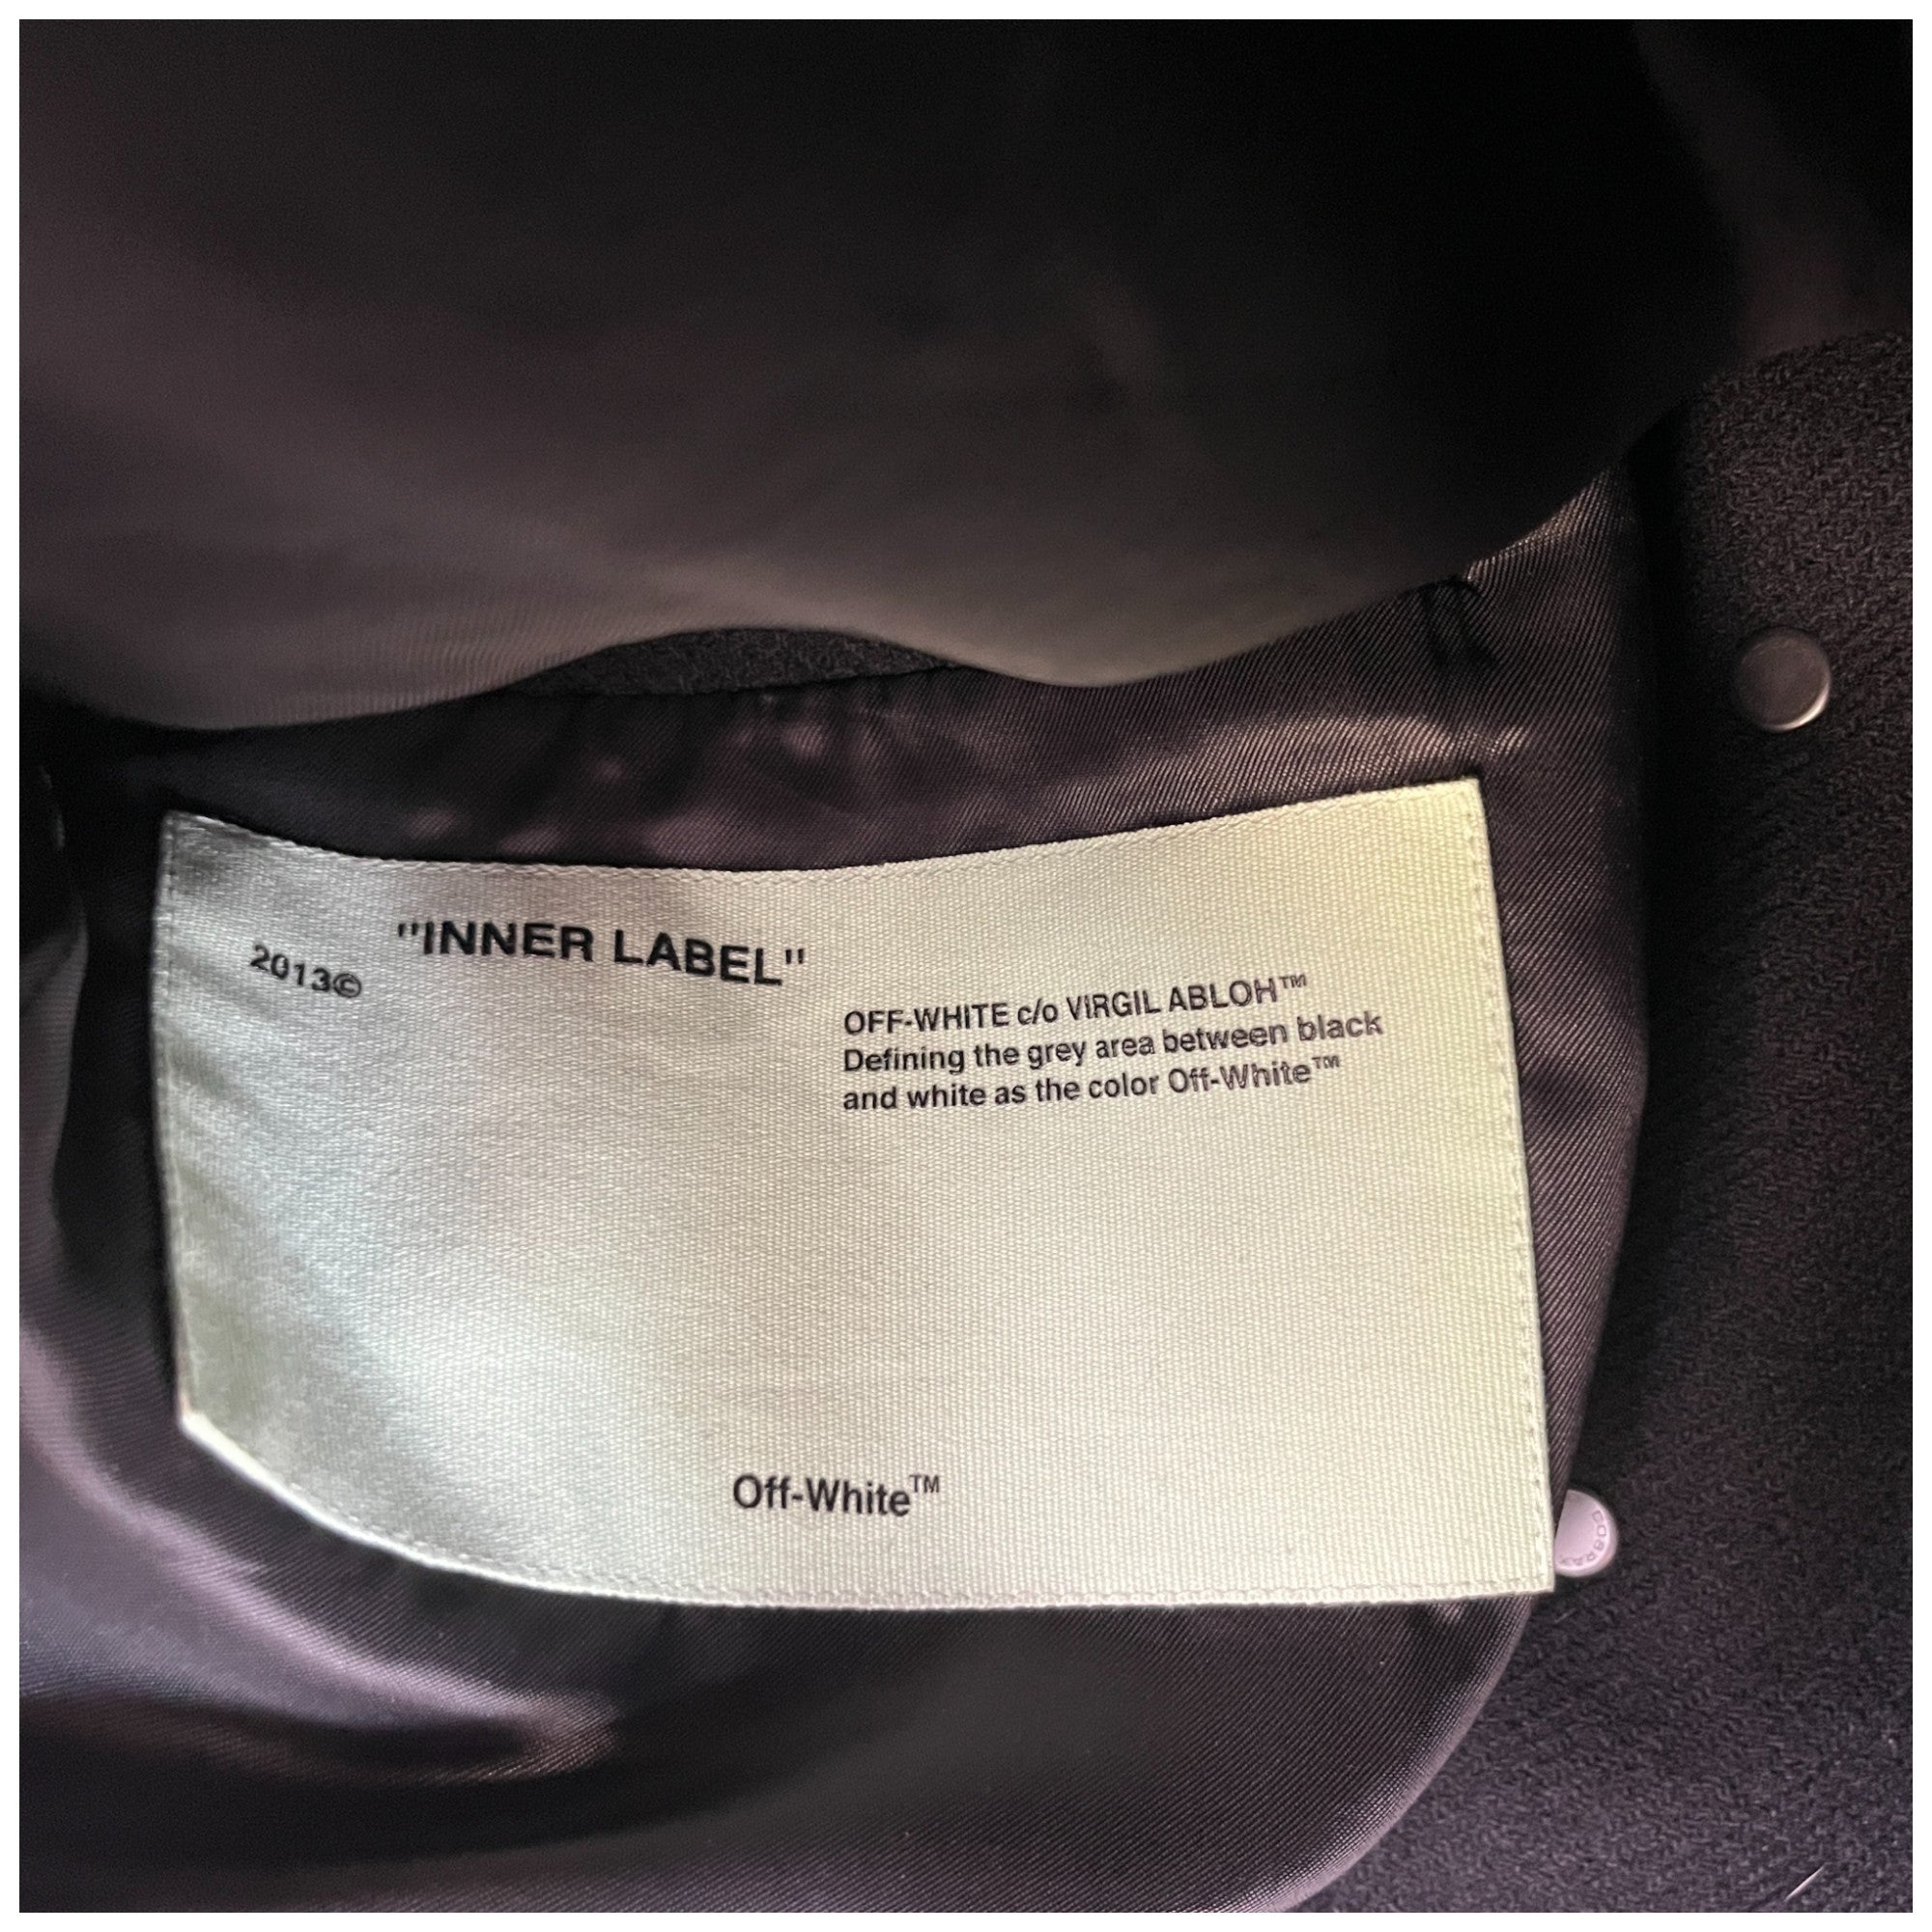 "INNER LABEL"
2013©
OFF-WHITE c/o VIRGIL ABLOH™
Defining the grey area between black
and white as the color Off-White™
Off-White™